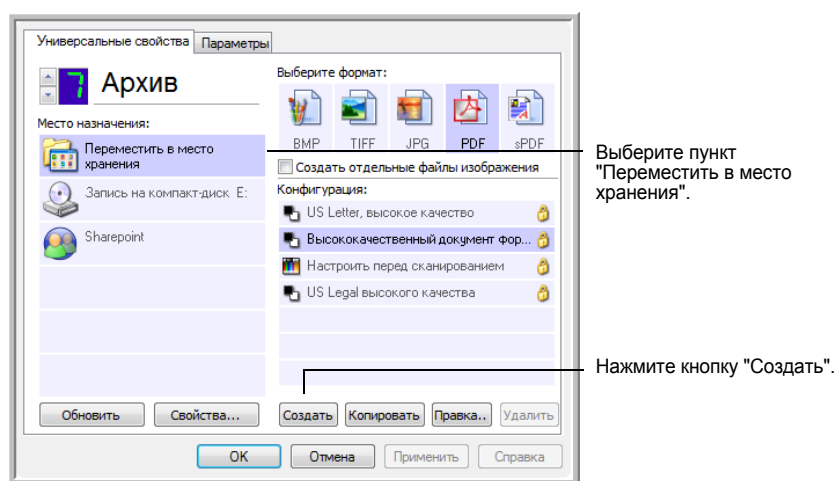 Универсальные свойства Параметры
7 Архив
Место назначения:
Переместить в место
хранения
Запись на компакт-диск E:
Sharepoint
Обновить Свойства...
Выберите формат:
BMP TIFF JPG PDF sPDF
Создать отдельные файлы изображения
Конфигурация:
US Letter, высокое качество
Высококачественный документ фор...
Настроить перед сканированием
US Legal высокого качества
Создать Копировать Правка.. Удалить
OK Отмена Применить Справка
Выберите пункт
"Переместить в место
хранения".
Нажмите кнопку "Создать".